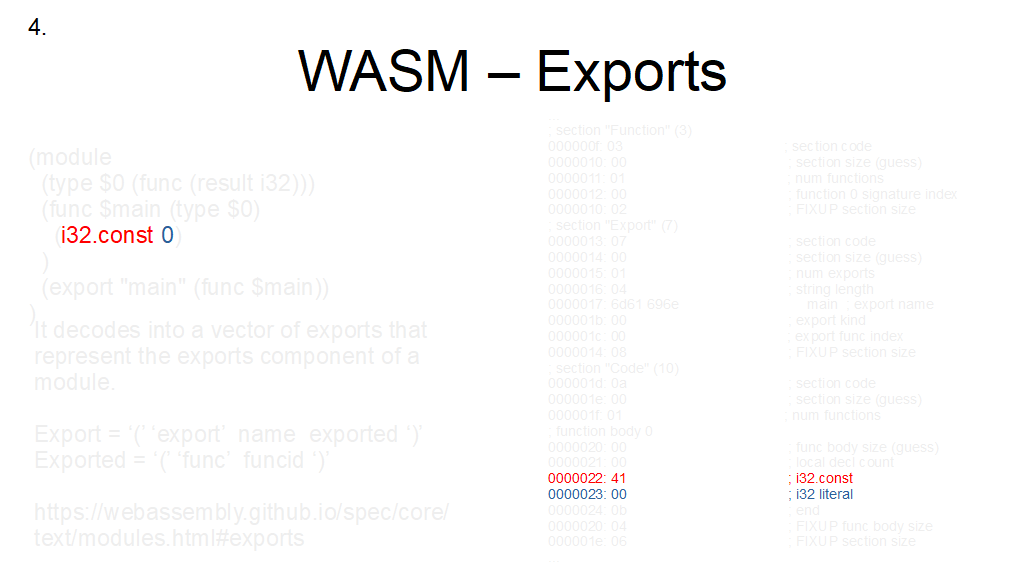 4.
WASM – Exports
(module
(type $0 (func (result i32)))
(func $main (type $0)
(i32.const 0)
)
(export "main" (func $main))
)
It decodes into a vector of exports that
represent the exports component of a
module.
Export = ‘(’ ‘export’ name exported ‘)’
Exported = ‘(’ ‘func’ funcid ‘)’
https://webassembly.github.io/spec/core/
text/modules.html#exports
...
; section "Function" (3)
000000f: 03 ; section code
0000010: 00 ; section size (guess)
0000011: 01 ; num functions
0000012: 00 ; function 0 signature index
0000010: 02 ; FIXUP section size
; section "Export" (7)
0000013: 07 ; section code
0000014: 00 ; section size (guess)
0000015: 01 ; num exports
0000016: 04 ; string length
0000017: 6d61 696e main ; export name
000001b: 00 ; export kind
000001c: 00 ; export func index
0000014: 08 ; FIXUP section size
; section "Code" (10)
000001d: 0a ; section code
000001e: 00 ; section size (guess)
000001f: 01 ; num functions
; function body 0
0000020: 00 ; func body size (guess)
0000021: 00 ; local decl count
0000022: 41 ; i32.const
0000023: 00 ; i32 literal
0000024: 0b ; end
0000020: 04 ; FIXUP func body size
000001e: 06 ; FIXUP section size
...